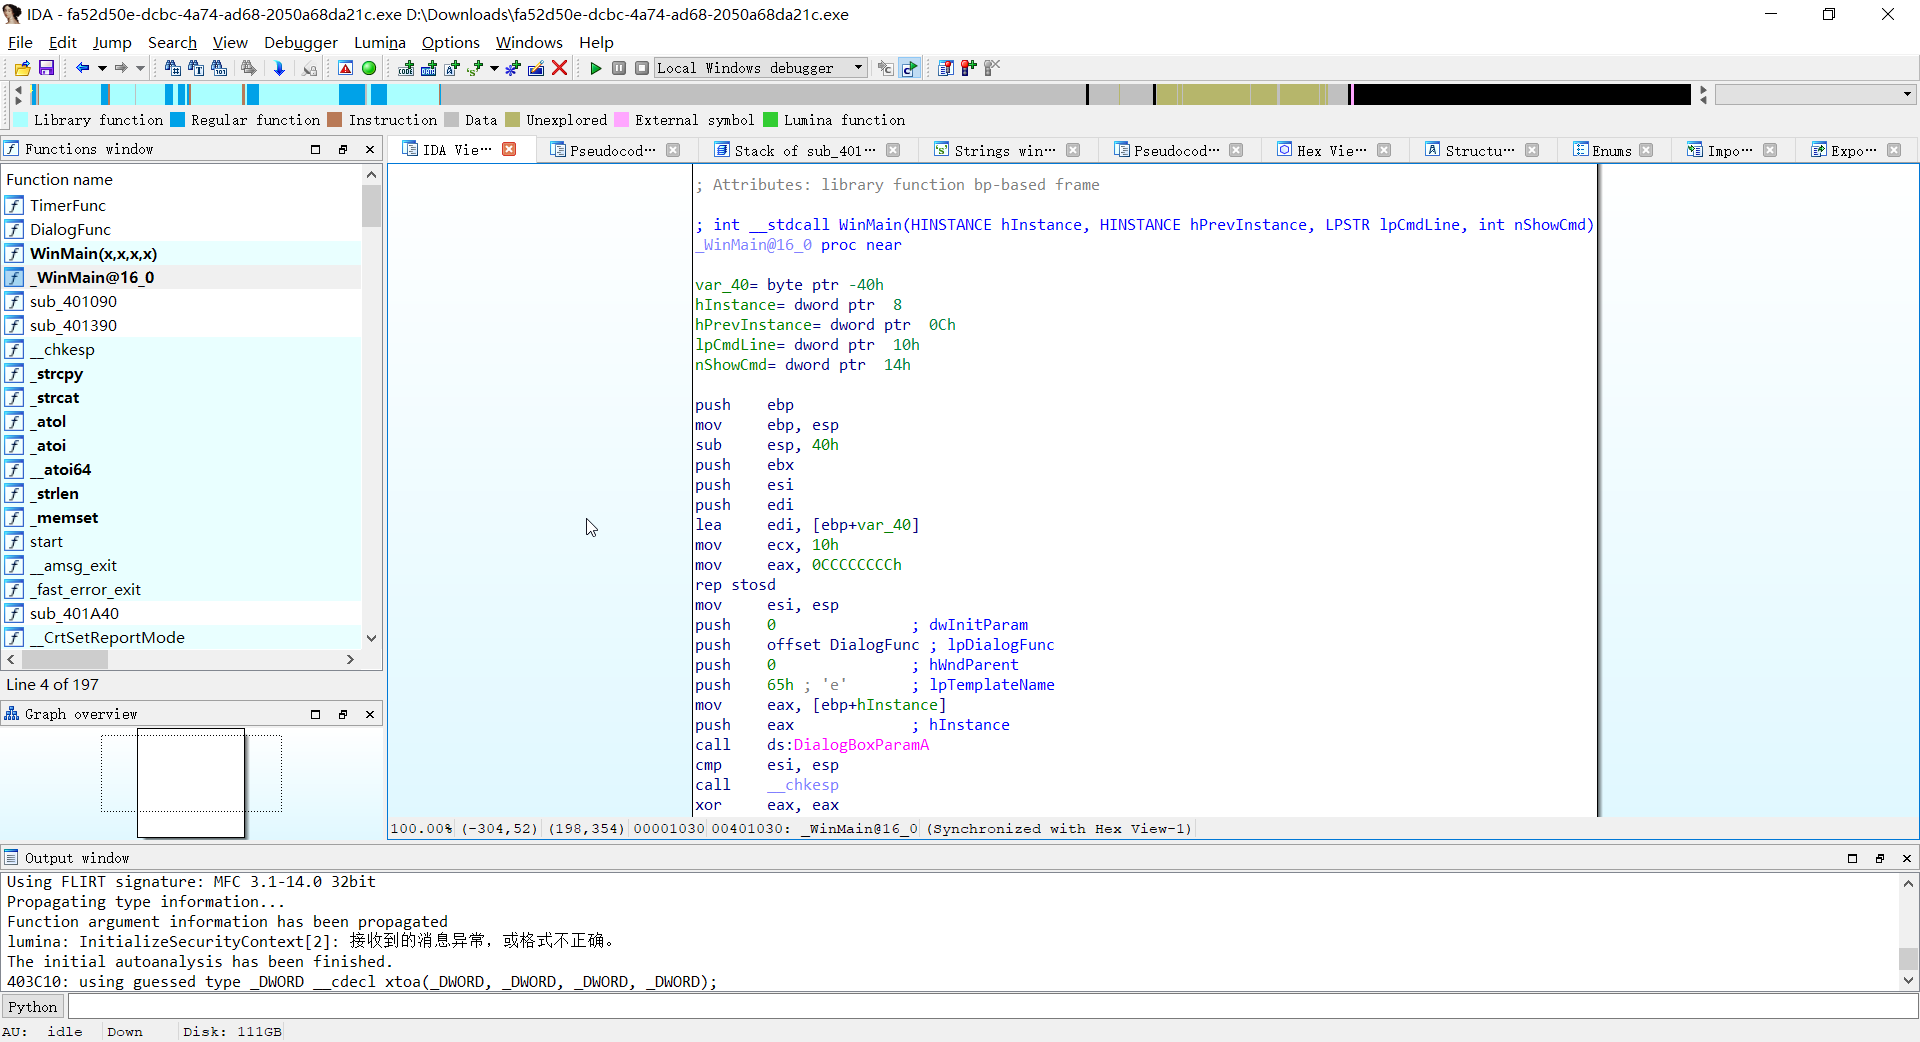 IDA - fa52d50e-dcbc-4a74-ad68-2050a68da21c.exe D:\Downloads\fa52d50e-dcbc-4a74-ad68-2050a68da21c.exe
File Edit Jump Search View Debugger Lumina Options Windows Help
Local Windows debugger
Library function Regular function Instruction Data Unexplored External symbol Lumina function
Functions window
IDA Vie… Pseudocod… Stack of sub_401… Strings win… Pseudocod… Hex Vie… Structu… Enums Impo… Expo…
Function name
TimerFunc
DialogFunc
WinMain(x,x,x,x)
_WinMain@16_0
sub_401090
sub_401390
__chkesp
_strcpy
_strcat
_atol
_atoi
__atoi64
_strlen
_memset
start
__amsg_exit
_fast_error_exit
sub_401A40
__CrtSetReportMode
Line 4 of 197
Graph overview
; Attributes: library function bp-based frame
; int __stdcall WinMain(HINSTANCE hInstance, HINSTANCE hPrevInstance, LPSTR lpCmdLine, int nShowCmd)
_WinMain@16_0 proc near
var_40= byte ptr -40h
hInstance= dword ptr  8
hPrevInstance= dword ptr  0Ch
lpCmdLine= dword ptr  10h
nShowCmd= dword ptr  14h
push    ebp
mov     ebp, esp
sub     esp, 40h
push    ebx
push    esi
push    edi
lea     edi, [ebp+var_40]
mov     ecx, 10h
mov     eax, 0CCCCCCCCh
rep stosd
mov     esi, esp
push    0               ; dwInitParam
push    offset DialogFunc ; lpDialogFunc
push    0               ; hWndParent
push    65h ; 'e'       ; lpTemplateName
mov     eax, [ebp+hInstance]
push    eax             ; hInstance
call    ds:DialogBoxParamA
cmp     esi, esp
call    __chkesp
xor     eax, eax
100.00% (-304,52) (198,354) 00001030 00401030: _WinMain@16_0 (Synchronized with Hex View-1)
Output window
Using FLIRT signature: MFC 3.1-14.0 32bit
Propagating type information...
Function argument information has been propagated
lumina: InitializeSecurityContext[2]: 接收到的消息异常，或格式不正确。
The initial autoanalysis has been finished.
403C10: using guessed type _DWORD __cdecl xtoa(_DWORD, _DWORD, _DWORD, _DWORD);
Python
AU: idle Down Disk: 111GB